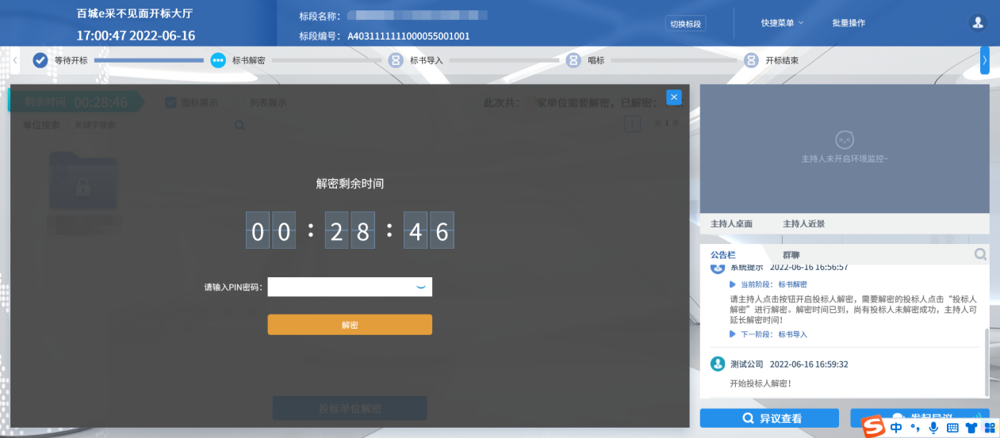 百城e采不见面开标大厅
17:00:47 2022-06-16
标段名称：
标段编号： A4031111111000055001001
切换标段
快捷菜单
批量操作
等待开标
标书解密
标书导入
唱标
开标结束
剩余时间 00:28:46
图标展示
列表展示
此次共： 家单位需要解密，已解密：
单位搜索 关键字搜索
1
共 1 条
解密剩余时间
00:28:46
请输入PIN密码：
解密
投标单位解密
主持人未开启环境监控~
主持人桌面
主持人近景
公告栏
群聊
系统提示 2022-06-16 16:56:57
当前阶段： 标书解密
请主持人点击按钮开启投标人解密，需要解密的投标人点击“投标人
解密”进行解密。解密时间已到，尚有投标人未解密成功，主持人可
延长解密时间！
下一阶段： 标书导入
测试公司 2022-06-16 16:59:32
开始投标人解密！
异议查看
发起异议
中